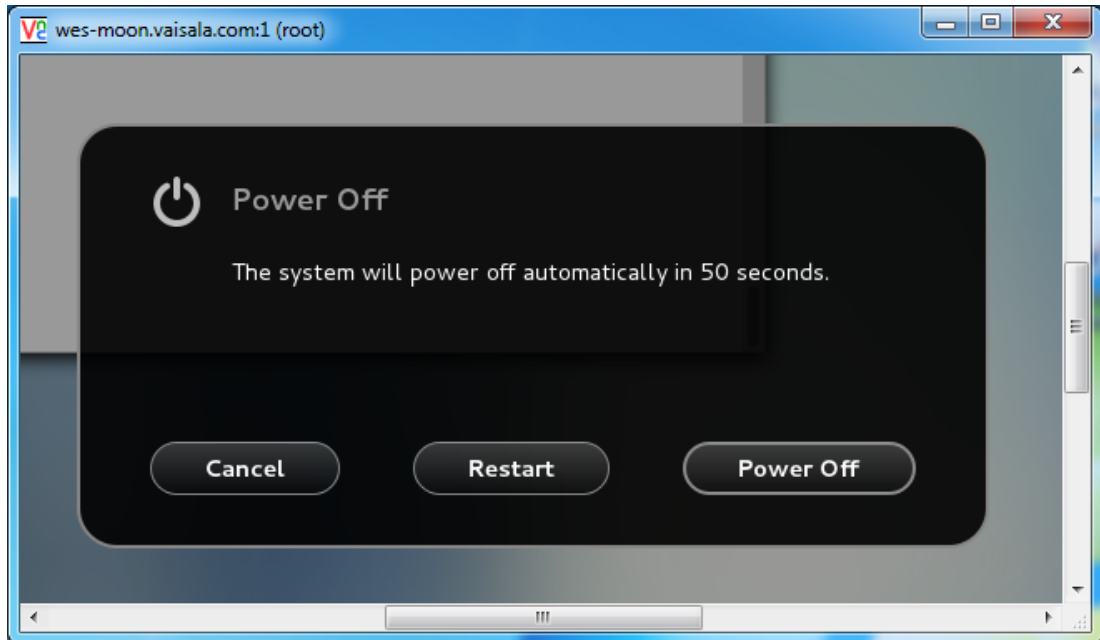 V2 wes-moon.vaisala.com:1 (root)
Power Off
The system will power off automatically in 50 seconds.
Cancel
Restart
Power Off